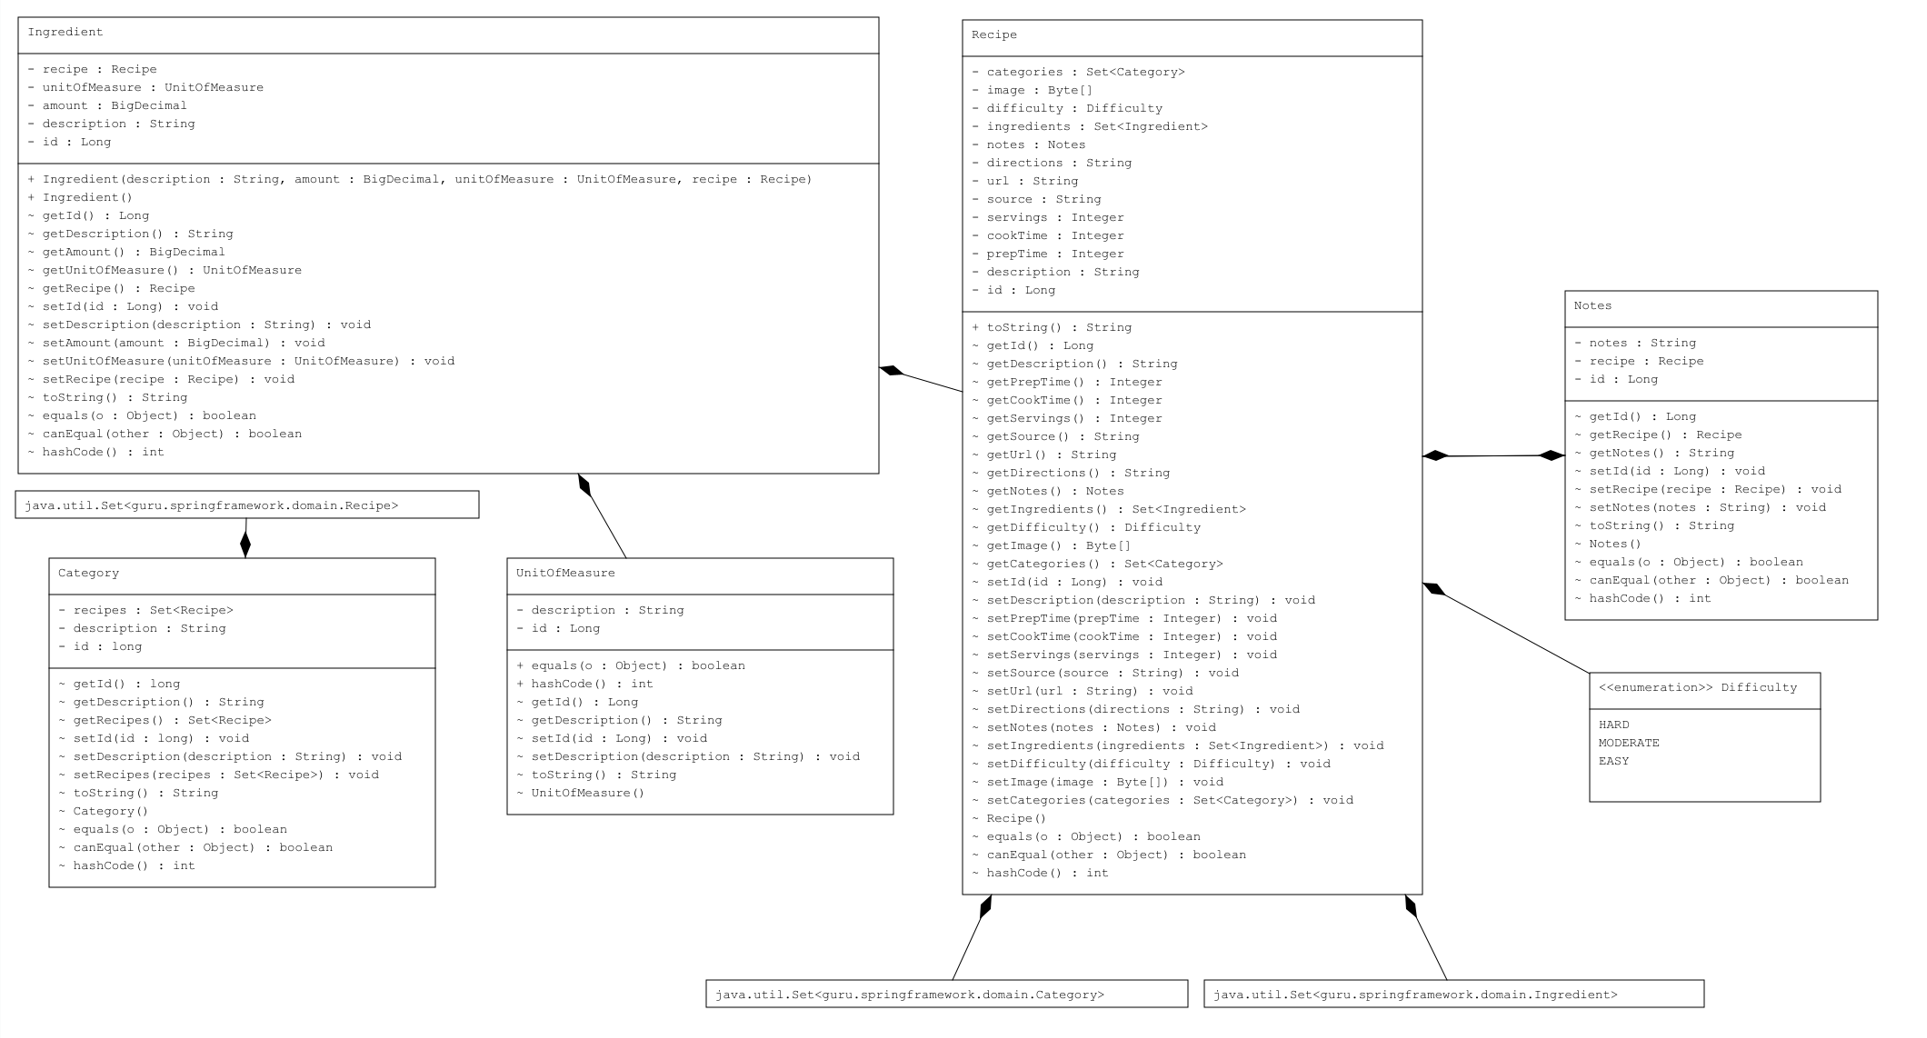 Ingredient
- recipe : Recipe
- unitOfMeasure : UnitOfMeasure
- amount : BigDecimal
- description : String
- id : Long
+ Ingredient(description : String, amount : BigDecimal, unitOfMeasure : UnitOfMeasure, recipe : Recipe)
+ Ingredient()
~ getId() : Long
~ getDescription() : String
~ getAmount() : BigDecimal
~ getUnitOfMeasure() : UnitOfMeasure
~ getRecipe() : Recipe
~ setId(id : Long) : void
~ setDescription(description : String) : void
~ setAmount(amount : BigDecimal) : void
~ setUnitOfMeasure(unitOfMeasure : UnitOfMeasure) : void
~ setRecipe(recipe : Recipe) : void
~ toString() : String
~ equals(o : Object) : boolean
~ canEqual(other : Object) : boolean
~ hashCode() : int
java.util.Set<guru.springframework.domain.Recipe>
Category
- recipes : Set<Recipe>
- description : String
- id : long
~ getId() : long
~ getDescription() : String
~ getRecipes() : Set<Recipe>
~ setId(id : long) : void
~ setDescription(description : String) : void
~ setRecipes(recipes : Set<Recipe>) : void
~ toString() : String
~ Category()
~ equals(o : Object) : boolean
~ canEqual(other : Object) : boolean
~ hashCode() : int
UnitOfMeasure
- description : String
- id : Long
+ equals(o : Object) : boolean
+ hashCode() : int
~ getId() : Long
~ getDescription() : String
~ setId(id : Long) : void
~ setDescription(description : String) : void
~ toString() : String
~ UnitOfMeasure()
Recipe
- categories : Set<Category>
- image : Byte[]
- difficulty : Difficulty
- ingredients : Set<Ingredient>
- notes : Notes
- directions : String
- url : String
- source : String
- servings : Integer
- cookTime : Integer
- prepTime : Integer
- description : String
- id : Long
+ toString() : String
~ getId() : Long
~ getDescription() : String
~ getPrepTime() : Integer
~ getCookTime() : Integer
~ getServings() : Integer
~ getSource() : String
~ getUrl() : String
~ getDirections() : String
~ getNotes() : Notes
~ getIngredients() : Set<Ingredient>
~ getDifficulty() : Difficulty
~ getImage() : Byte[]
~ getCategories() : Set<Category>
~ setId(id : Long) : void
~ setDescription(description : String) : void
~ setPrepTime(prepTime : Integer) : void
~ setCookTime(cookTime : Integer) : void
~ setServings(servings : Integer) : void
~ setSource(source : String) : void
~ setUrl(url : String) : void
~ setDirections(directions : String) : void
~ setNotes(notes : Notes) : void
~ setIngredients(ingredients : Set<Ingredient>) : void
~ setDifficulty(difficulty : Difficulty) : void
~ setImage(image : Byte[]) : void
~ setCategories(categories : Set<Category>) : void
~ Recipe()
~ equals(o : Object) : boolean
~ canEqual(other : Object) : boolean
~ hashCode() : int
Notes
- notes : String
- recipe : Recipe
- id : Long
~ getId() : Long
~ getRecipe() : Recipe
~ getNotes() : String
~ setId(id : Long) : void
~ setRecipe(recipe : Recipe) : void
~ setNotes(notes : String) : void
~ toString() : String
~ Notes()
~ equals(o : Object) : boolean
~ canEqual(other : Object) : boolean
~ hashCode() : int
<<enumeration>> Difficulty
HARD
MODERATE
EASY
java.util.Set<guru.springframework.domain.Category>
java.util.Set<guru.springframework.domain.Ingredient>